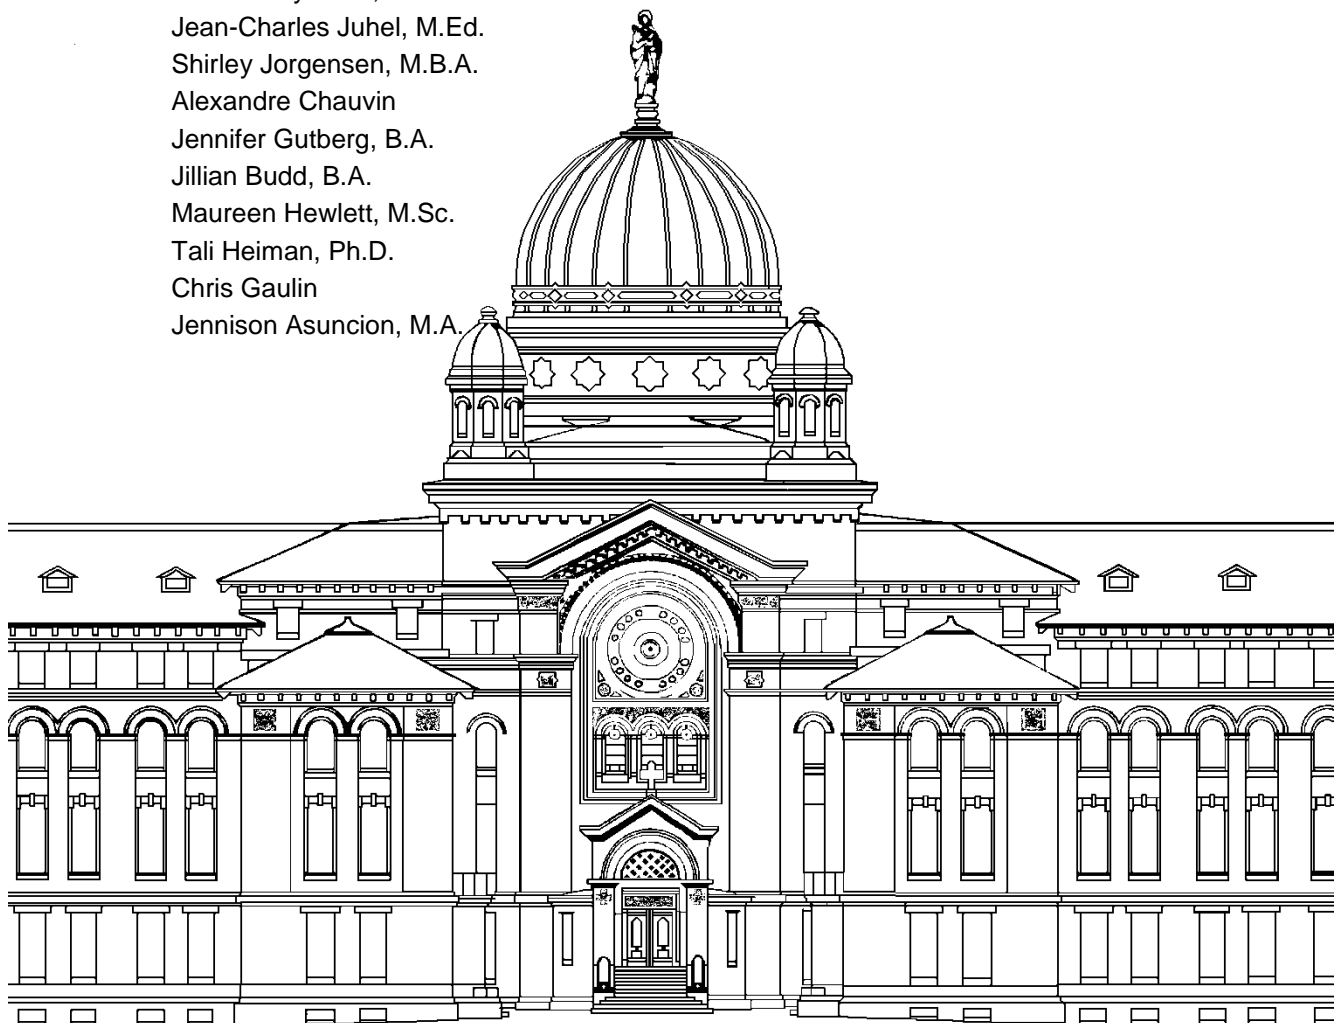 Jean-Charles Juhel, M.Ed.
Shirley Jorgensen, M.B.A.
Alexandre Chauvin
Jennifer Gutberg, B.A.
Jillian Budd, B.A.
Maureen Hewlett, M.Sc.
Tali Heiman, Ph.D.
Chris Gaulin
Jennison Asuncion, M.A.